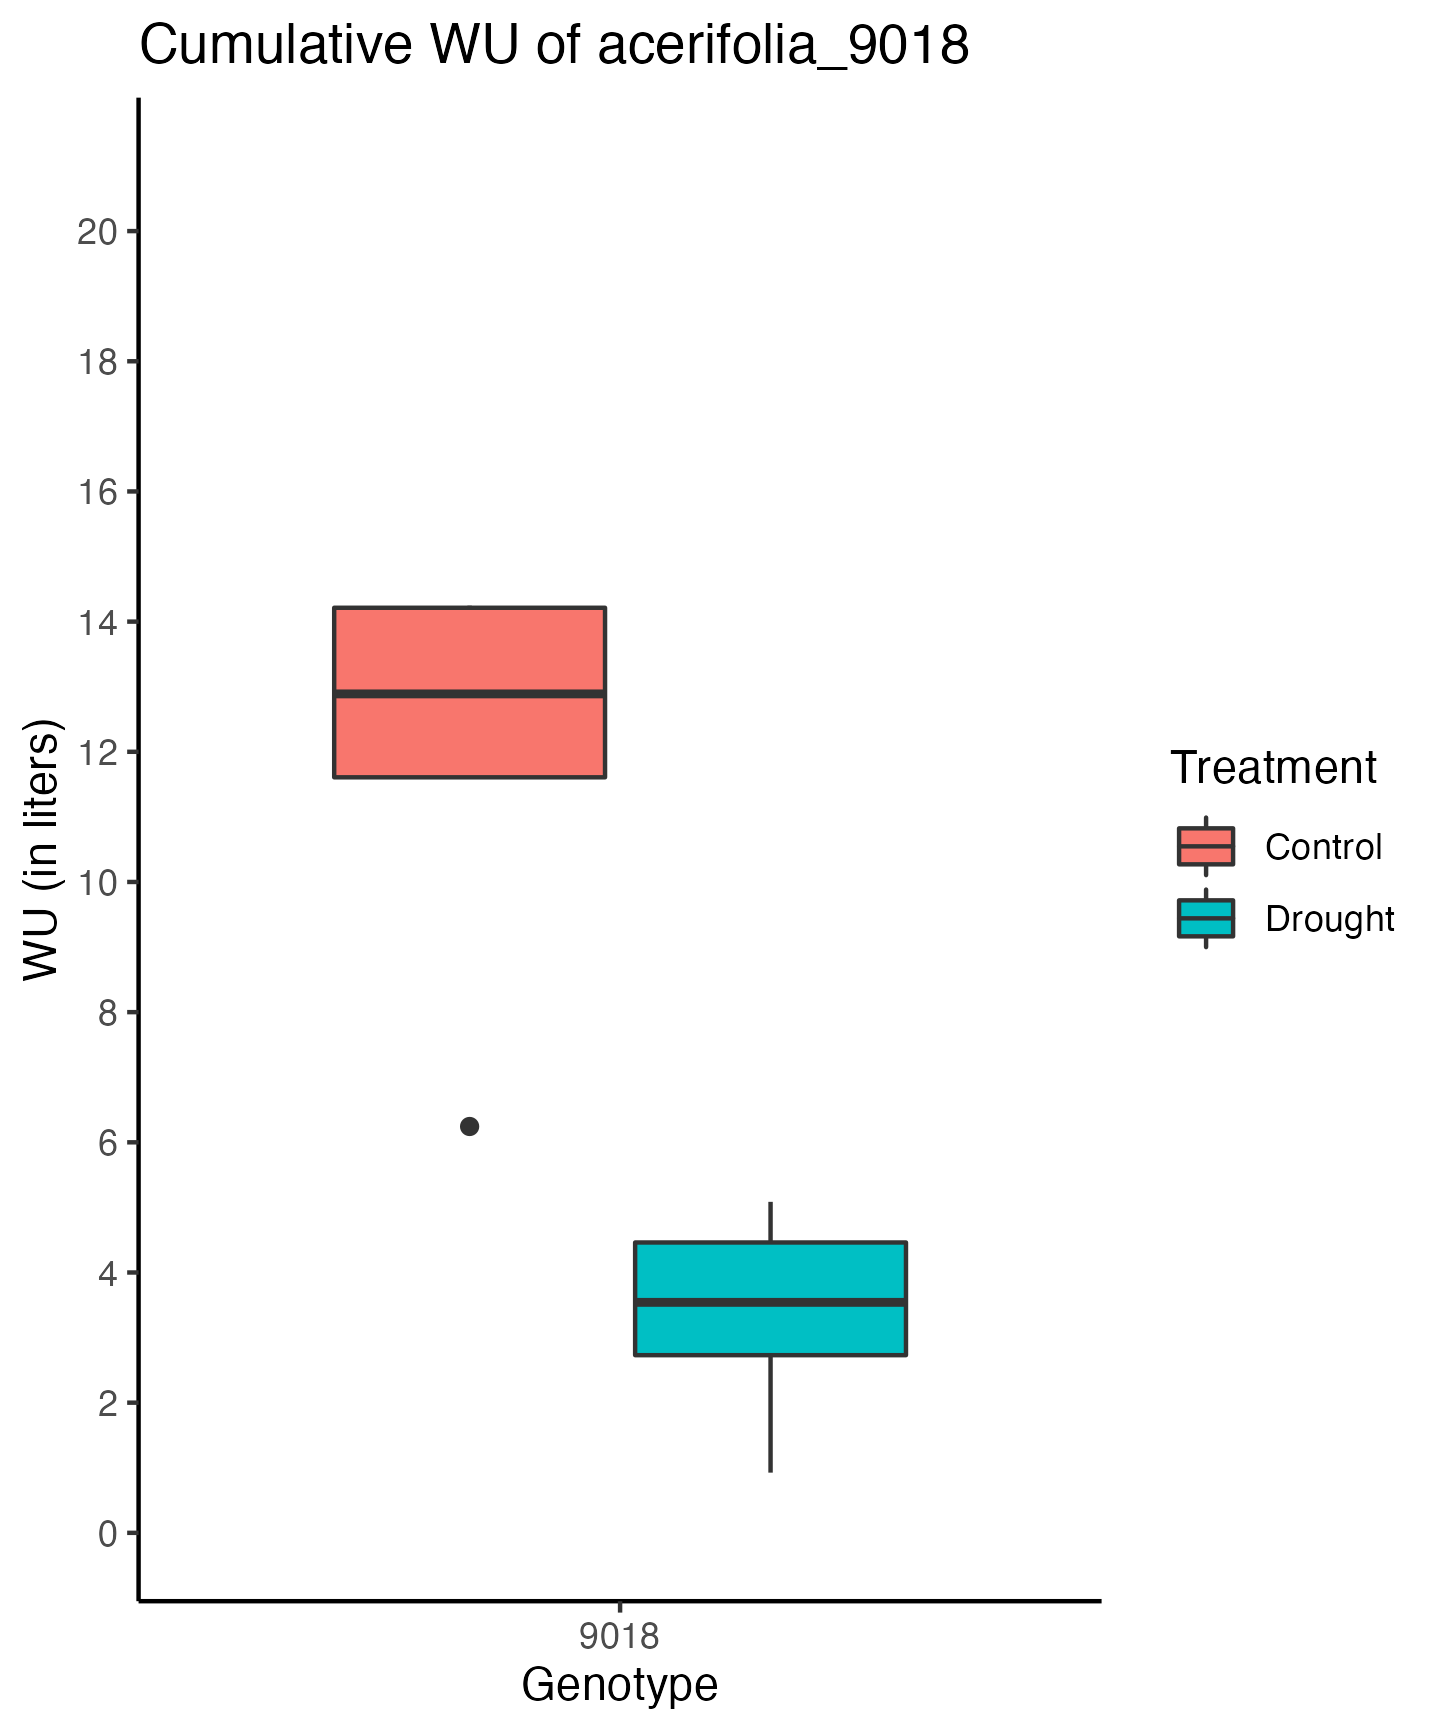 Cumulative WU of acerifolia_9018
WU (in liters)
20
18
16
14
12
10
8
6
4
2
0
9018
Genotype
Treatment
Control
Drought